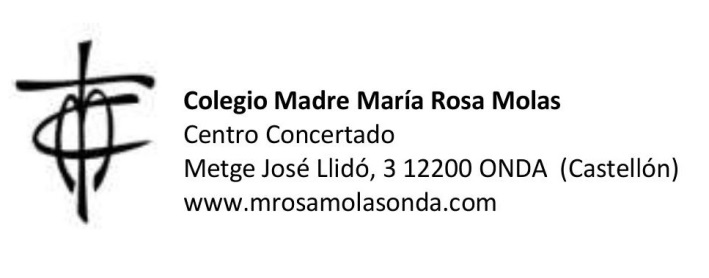 Colegio Madre María Rosa Molas
Centro Concertado
Metge José Llidó, 3 12200 ONDA (Castellón)
www.mrosamolasonda.com